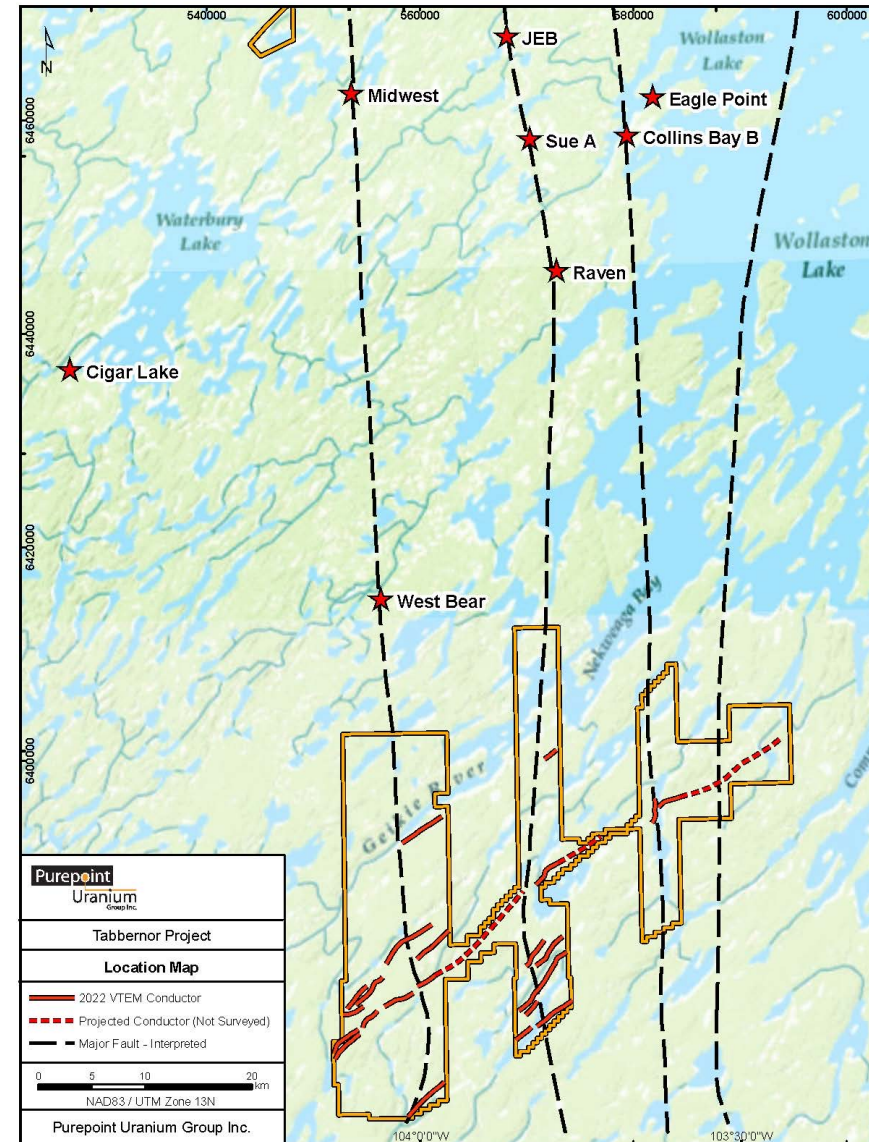 540000
560000
580000
600000
N
JEB
Wollaston
Lake
Midwest
Eagle Point
6460000
Sue A
Collins Bay B
Waterbury
Lake
Wollaston
Lake
Raven
6440000
Cigar Lake
6420000
West Bear
Nekweaga Bay
6400000
Geikie River
Purepoint
Uranium
Group Inc.
Tabbernor Project
Location Map
2022 VTEM Conductor
Projected Conductor (Not Surveyed)
Major Fault - Interpreted
0 5 10 20
km
NAD83 / UTM Zone 13N
Purepoint Uranium Group Inc.
104°0'0"W
103°30'0"W